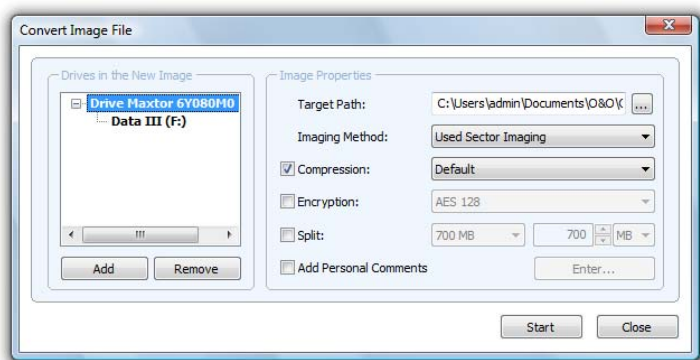 Convert Image File
Drives in the New Image
Drive Maxtor 6Y080M0
Data III (F:)
Add
Remove
Image Properties
Target Path:
C:\Users\admin\Documents\O&O\
...
Imaging Method:
Used Sector Imaging
Compression:
Default
Encryption:
AES 128
Split:
700 MB
700
MB
Add Personal Comments
Enter...
Start
Close